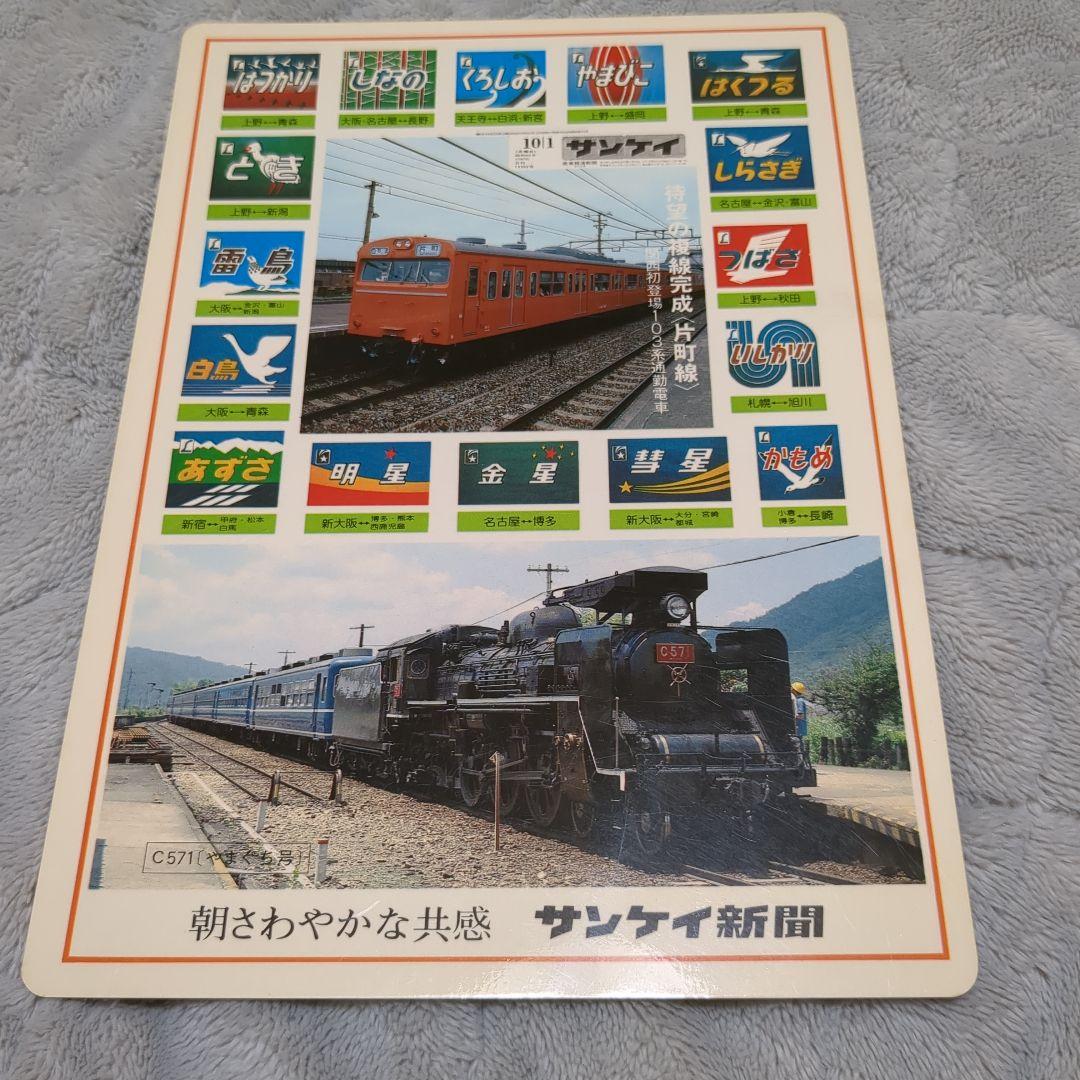 はつかり
上野↔青森
しなの
大阪・名古屋↔長野
くろしお
天王寺↔白浜・新宮
やまびこ
上野↔盛岡
はくつる
上野↔青森
とき
上野↔新潟
10|1 サンケイ
待望の複線完成〈片町線〉
関西初登場103系通勤電車
しらさぎ
名古屋↔金沢・富山
雷鳥
大阪↔金沢・富山 新潟
つばさ
上野↔秋田
白鳥
大阪↔青森
いしかり
札幌↔旭川
あずさ
新宿↔甲府・松本 白馬
明星
新大阪↔博多・熊本 西鹿児島
金星
名古屋↔博多
彗星
新大阪↔大分・宮崎 都城
かもめ
小倉 博多↔長崎
C571
C571〔やまぐち号〕
朝さわやかな共感 サンケイ新聞